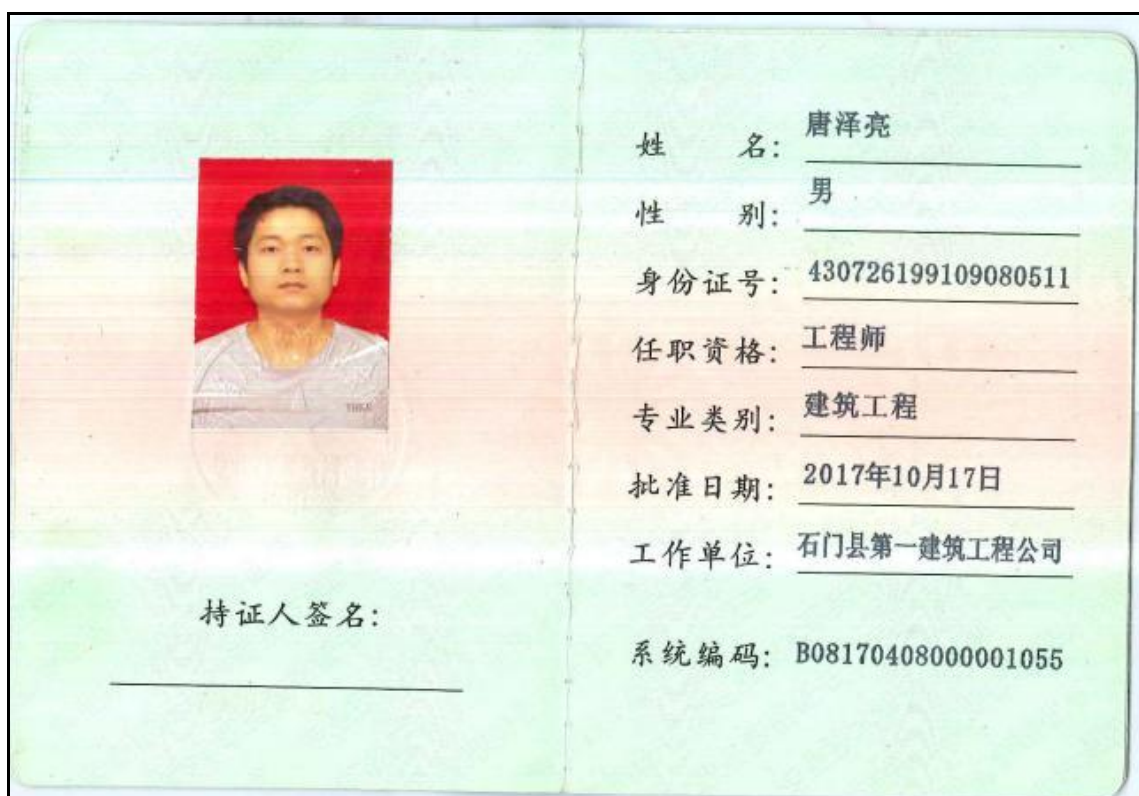 持证人签名:
姓 名: 唐泽亮
性 别: 男
身份证号: 430726199109080511
任职资格: 工程师
专业类别: 建筑工程
批准日期: 2017年10月17日
工作单位: 石门县第一建筑工程公司
系统编码: B08170408000001055